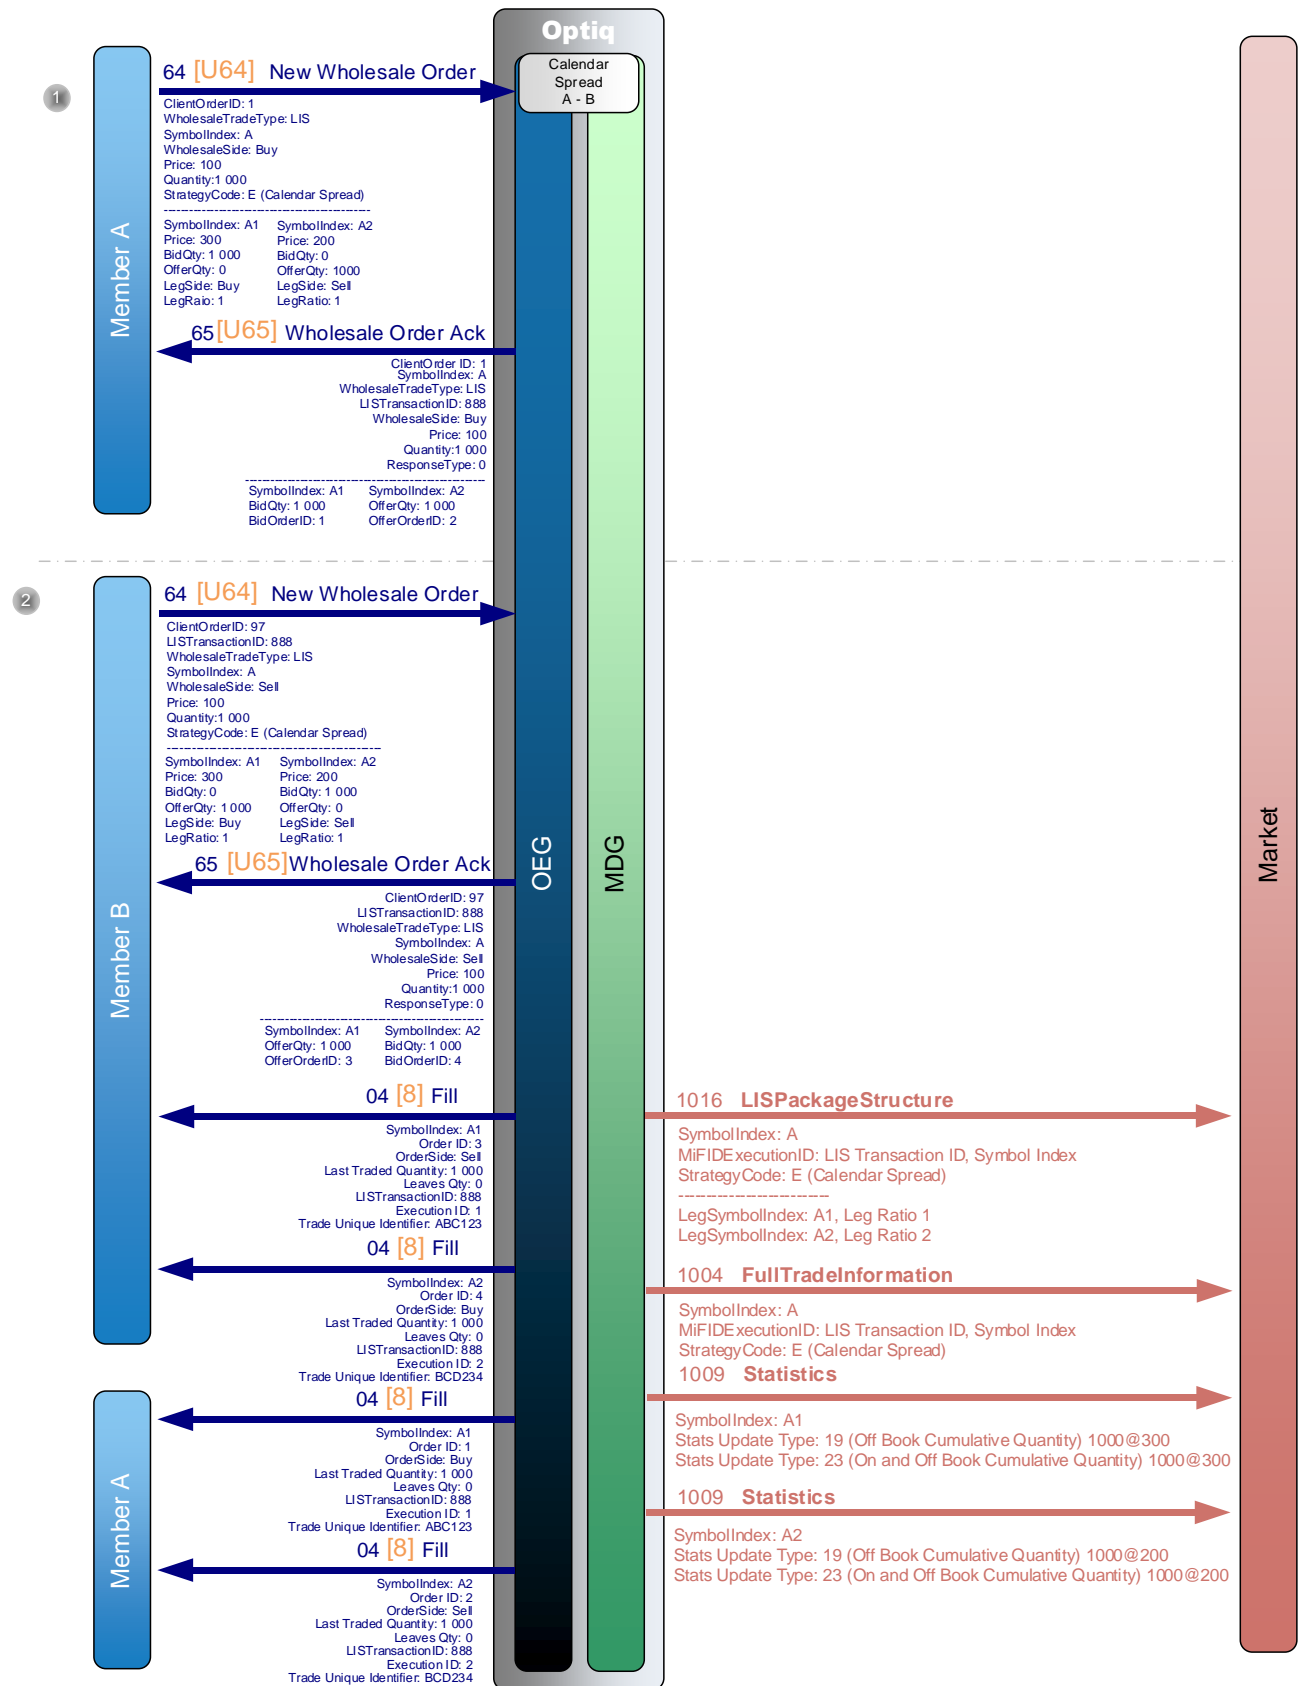 Optiq
Calendar
Spread
A - B
1
Member A
64 [U64] New Wholesale Order
ClientOrderID: 1
WholesaleTradeType: LIS
SymbolIndex: A
WholesaleSide: Buy
Price: 100
Quantity:1 000
StrategyCode: E (Calendar Spread)
--------------------------------------------------
SymbolIndex: A1 SymbolIndex: A2
Price: 300 Price: 200
BidQty: 1 000 BidQty: 0
OfferQty: 0 OfferQty: 1000
LegSide: Buy LegSide: Sell
LegRaio: 1 LegRatio: 1
65 [U65] Wholesale Order Ack
ClientOrder ID: 1
SymbolIndex: A
WholesaleTradeType: LIS
LISTransactionID: 888
WholesaleSide: Buy
Price: 100
Quantity:1 000
ResponseType: 0
--------------------------------------------------
SymbolIndex: A1 SymbolIndex: A2
BidQty: 1 000 OfferQty: 1 000
BidOrderID: 1 OfferOrderID: 2
2
Member B
64 [U64] New Wholesale Order
ClientOrderID: 97
LISTransactionID: 888
WholesaleTradeType: LIS
SymbolIndex: A
WholesaleSide: Sell
Price: 100
Quantity:1 000
StrategyCode: E (Calendar Spread)
--------------------------------------------------
SymbolIndex: A1 SymbolIndex: A2
Price: 300 Price: 200
BidQty: 0 BidQty: 1 000
OfferQty: 1 000 OfferQty: 0
LegSide: Buy LegSide: Sell
LegRatio: 1 LegRatio: 1
65 [U65] Wholesale Order Ack
ClientOrderID: 97
LISTransactionID: 888
WholesaleTradeType: LIS
SymbolIndex: A
WholesaleSide: Sell
Price: 100
Quantity:1 000
ResponseType: 0
--------------------------------------------------
SymbolIndex: A1 SymbolIndex: A2
OfferQty: 1 000 BidQty: 1 000
OfferOrderID: 3 BidOrderID: 4
04 [8] Fill
SymbolIndex: A1
Order ID: 3
OrderSide: Sell
Last Traded Quantity: 1 000
Leaves Qty: 0
LISTransactionID: 888
Execution ID: 1
Trade Unique Identifier: ABC123
04 [8] Fill
SymbolIndex: A2
Order ID: 4
OrderSide: Buy
Last Traded Quantity: 1 000
Leaves Qty: 0
LISTransactionID: 888
Execution ID: 2
Trade Unique Identifier: BCD234
Member A
04 [8] Fill
SymbolIndex: A1
Order ID: 1
OrderSide: Buy
Last Traded Quantity: 1 000
Leaves Qty: 0
LISTransactionID: 888
Execution ID: 1
Trade Unique Identifier: ABC123
04 [8] Fill
SymbolIndex: A2
Order ID: 2
OrderSide: Sell
Last Traded Quantity: 1 000
Leaves Qty: 0
LISTransactionID: 888
Execution ID: 2
Trade Unique Identifier: BCD234
OEG
MDG
1016 LISPackageStructure
SymbolIndex: A
MiFIDExecutionID: LIS Transaction ID, Symbol Index
StrategyCode: E (Calendar Spread)
----------------------------
LegSymbolIndex: A1, Leg Ratio 1
LegSymbolIndex: A2, Leg Ratio 2
1004 FullTradeInformation
SymbolIndex: A
MiFIDExecutionID: LIS Transaction ID, Symbol Index
StrategyCode: E (Calendar Spread)
1009 Statistics
SymbolIndex: A1
Stats Update Type: 19 (Off Book Cumulative Quantity) 1000@300
Stats Update Type: 23 (On and Off Book Cumulative Quantity) 1000@300
1009 Statistics
SymbolIndex: A2
Stats Update Type: 19 (Off Book Cumulative Quantity) 1000@200
Stats Update Type: 23 (On and Off Book Cumulative Quantity) 1000@200
Market